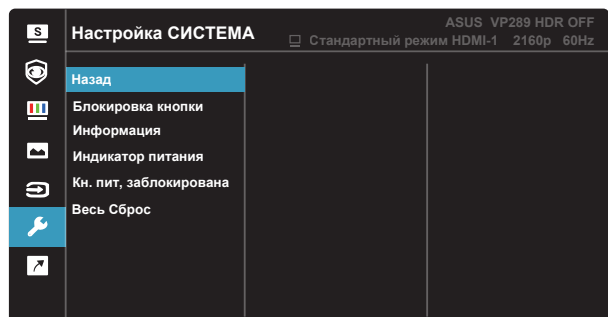 S
Настройка СИСТЕМА
ASUS VP289 HDR OFF
Стандартный режим HDMI-1 2160p 60Hz
Назад
Блокировка кнопки
Информация
Индикатор питания
Кн. пит, заблокирована
Весь Сброс